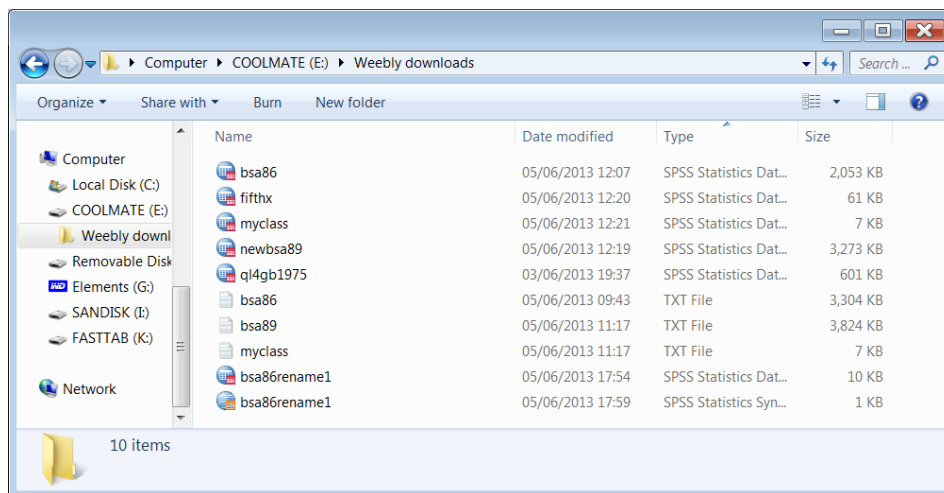 Computer ▸ COOLMATE (E:) ▸ Weebly downloads
Search ...
Organize Share with Burn New folder
Name Date modified Type Size
Computer
Local Disk (C:)
COOLMATE (E:)
Weebly downl
Removable Disk
WD Elements (G:)
SANDISK (I:)
FASTTAB (K:)
Network
bsa86 05/06/2013 12:07 SPSS Statistics Dat... 2,053 KB
fifthx 05/06/2013 12:20 SPSS Statistics Dat... 61 KB
myclass 05/06/2013 12:21 SPSS Statistics Dat... 7 KB
newbsa89 05/06/2013 12:19 SPSS Statistics Dat... 3,273 KB
ql4gb1975 03/06/2013 19:37 SPSS Statistics Dat... 601 KB
bsa86 05/06/2013 09:43 TXT File 3,304 KB
bsa89 05/06/2013 11:17 TXT File 3,824 KB
myclass 05/06/2013 11:17 TXT File 7 KB
bsa86rename1 05/06/2013 17:54 SPSS Statistics Dat... 10 KB
bsa86rename1 05/06/2013 17:59 SPSS Statistics Syn... 1 KB
10 items